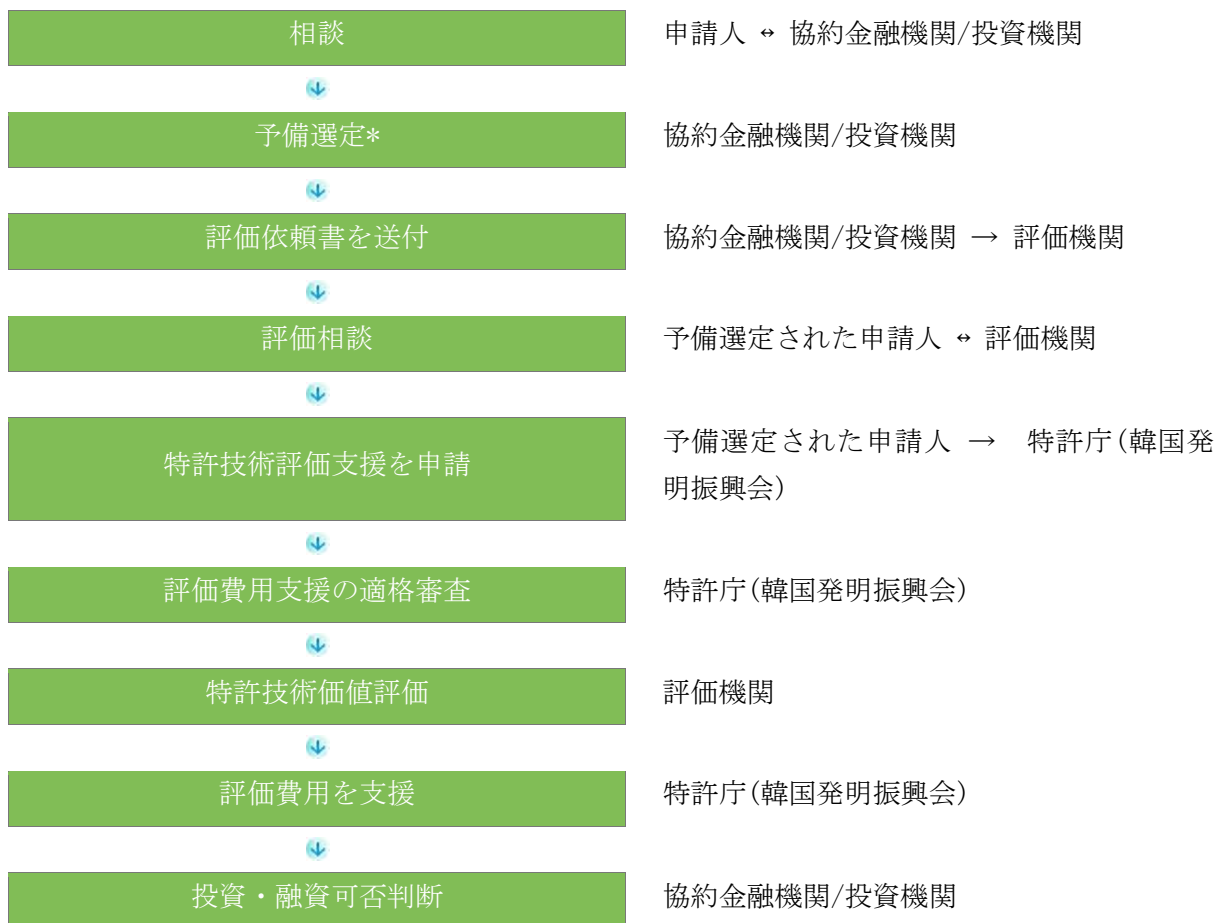 相談
申請人 ↔ 協約金融機関/投資機関
予備選定*
協約金融機関/投資機関
評価依頼書を送付
協約金融機関/投資機関 → 評価機関
評価相談
予備選定された申請人 ↔ 評価機関
特許技術評価支援を申請
予備選定された申請人 → 特許庁(韓国発
明振興会)
評価費用支援の適格審査
特許庁(韓国発明振興会)
特許技術価値評価
評価機関
評価費用を支援
特許庁(韓国発明振興会)
投資・融資可否判断
協約金融機関/投資機関